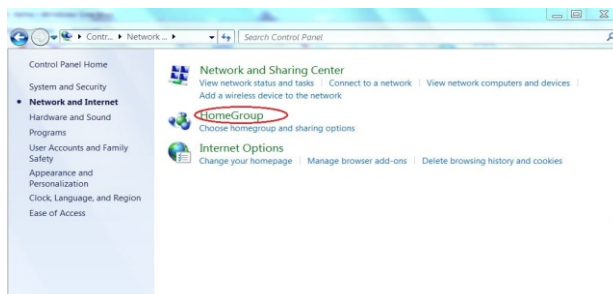 Contr... Network ... Search Control Panel
Control Panel Home
System and Security
Network and Internet
Hardware and Sound
Programs
User Accounts and Family
Safety
Appearance and
Personalization
Clock, Language, and Region
Ease of Access
Network and Sharing Center
View network status and tasks Connect to a network View network computers and devices
Add a wireless device to the network
HomeGroup
Choose homegroup and sharing options
Internet Options
Change your homepage Manage browser add-ons Delete browsing history and cookies